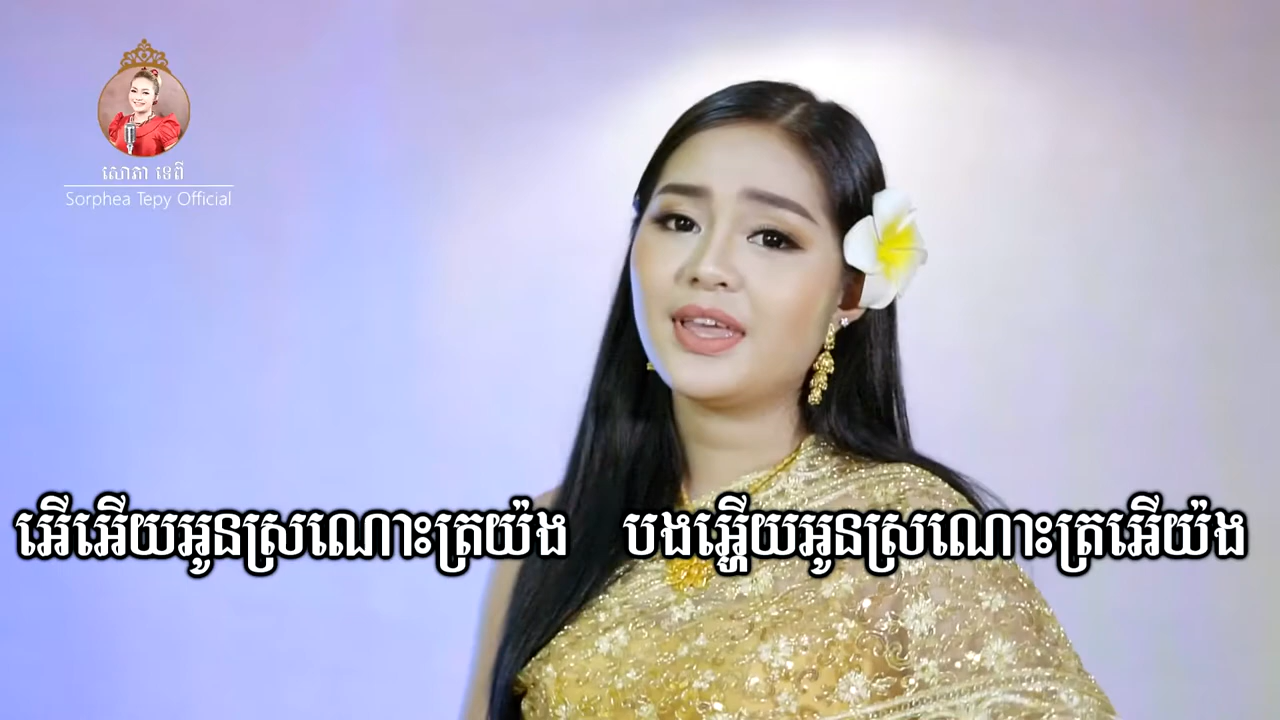 សោភា ទេពី
Sorphea Tepy Official
អើអើយអូនស្រណោះត្រយ៉ង បងអ្ហើយអូនស្រណោះត្រអើយ៉ង